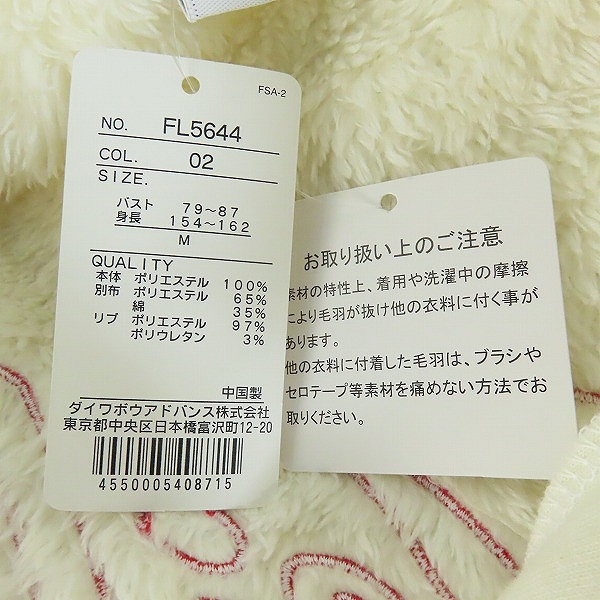 FSA-2
NO. FL5644
COL. 02
SIZE.
バスト 79~87
身長 154~162
M
QUALITY
本体 ポリエステル 100%
別布 ポリエステル 65%
綿 35%
リブ ポリエステル 97%
ポリウレタン 3%
中国製
ダイワボウアドバンス株式会社
東京都中央区日本橋富沢町12-20
4550005408715
お取り扱い上のご注意
素材の特性上、着用や洗濯中の摩擦
により毛羽が抜け他の衣料に付く事が
あります。
他の衣料に付着した毛羽は、ブラシや
セロテープ等素材を痛めない方法でお
取りください。